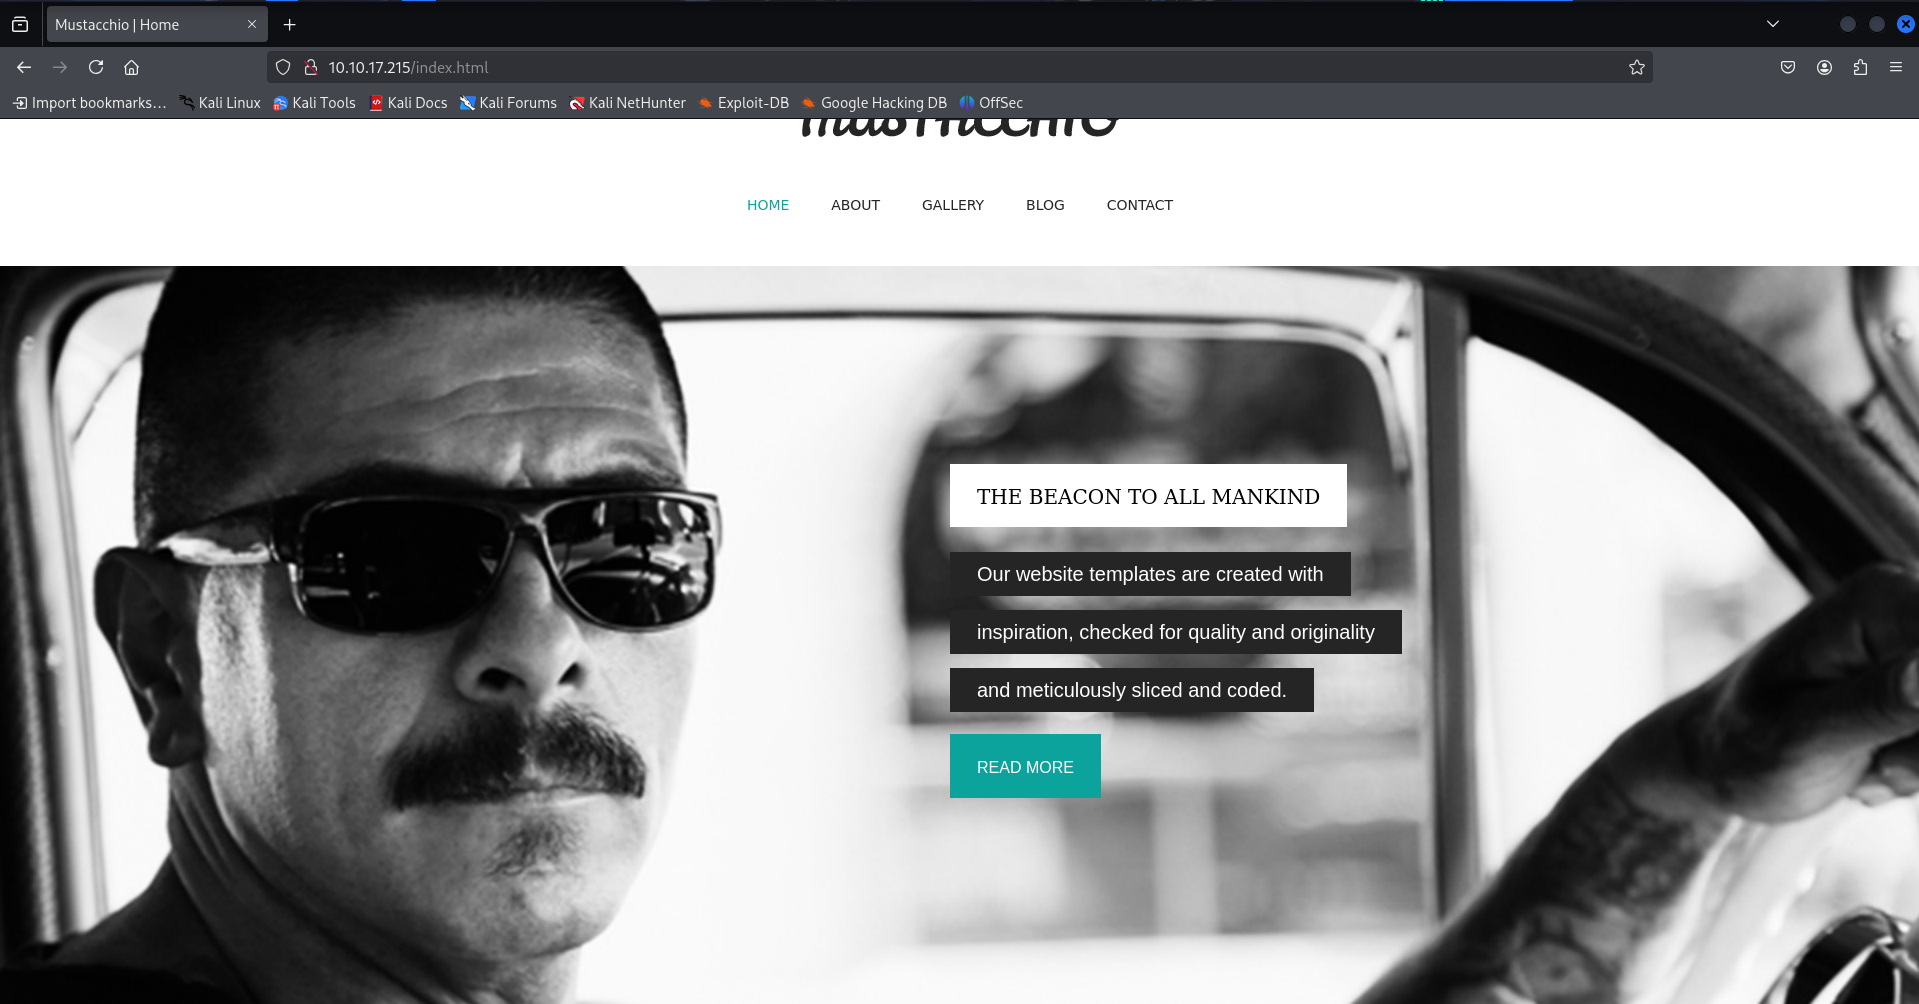 Mustacchio | Home
10.10.17.215/index.html
Import bookmarks... Kali Linux Kali Tools Kali Docs Kali Forums Kali NetHunter Exploit-DB Google Hacking DB OffSec
MUSTACCHIO
HOME ABOUT GALLERY BLOG CONTACT
THE BEACON TO ALL MANKIND
Our website templates are created with
inspiration, checked for quality and originality
and meticulously sliced and coded.
READ MORE